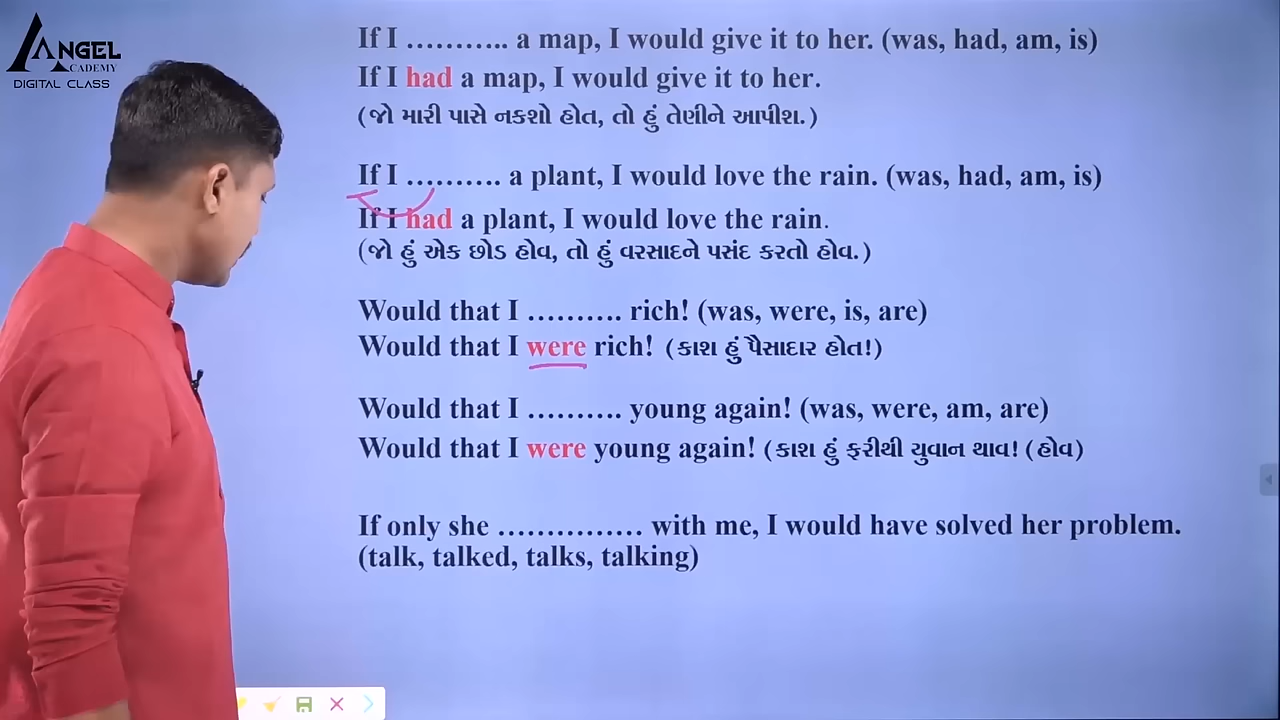 ANGEL
ACADEMY
DIGITAL CLASS
If I ……….. a map, I would give it to her. (was, had, am, is)
If I had a map, I would give it to her.
(જો મારી પાસે નકશો હોત, તો હું તેણીને આપીશ.)
If I ………. a plant, I would love the rain. (was, had, am, is)
If I had a plant, I would love the rain.
(જો હું એક છોડ હોવ, તો હું વરસાદને પસંદ કરતો હોવ.)
Would that I ………. rich! (was, were, is, are)
Would that I were rich! (કાશ હું પૈસાદાર હોત!)
Would that I ………. young again! (was, were, am, are)
Would that I were young again! (કાશ હું ફરીથી યુવાન થાવ! (હોવ)
If only she …………… with me, I would have solved her problem.
(talk, talked, talks, talking)